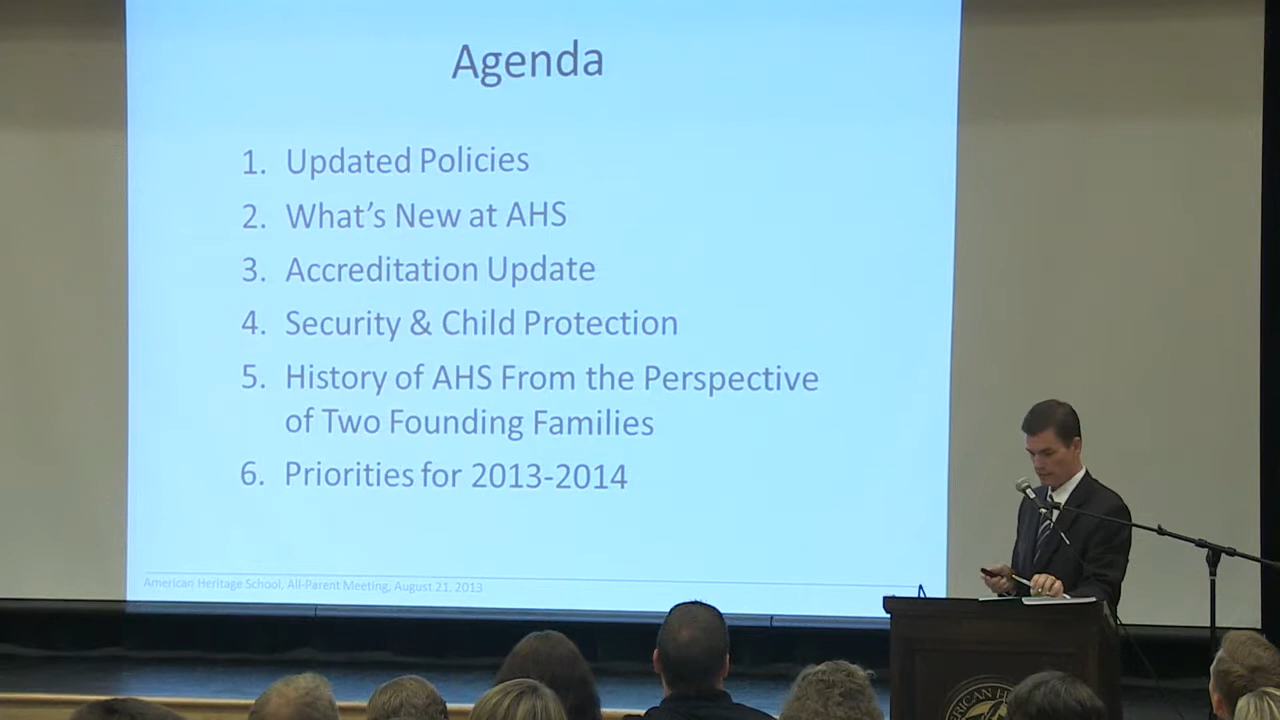 Agenda
1. Updated Policies
2. What's New at AHS
3. Accreditation Update
4. Security & Child Protection
5. History of AHS From the Perspective
of Two Founding Families
6. Priorities for 2013-2014
American Heritage School, All-Parent Meeting, August 21, 2013